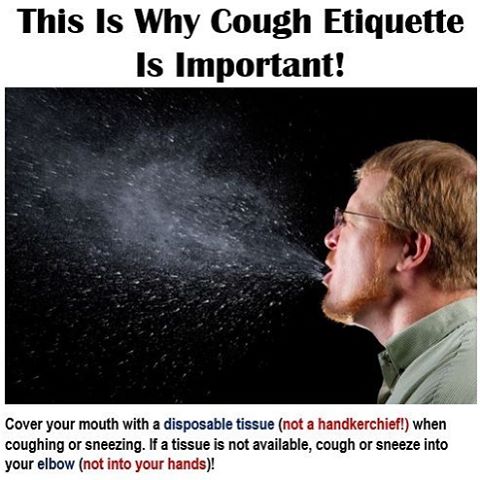 This Is Why Cough Etiquette
Is Important!
Cover your mouth with a disposable tissue (not a handkerchief!) when
coughing or sneezing. If a tissue is not available, cough or sneeze into
your elbow (not into your hands)!